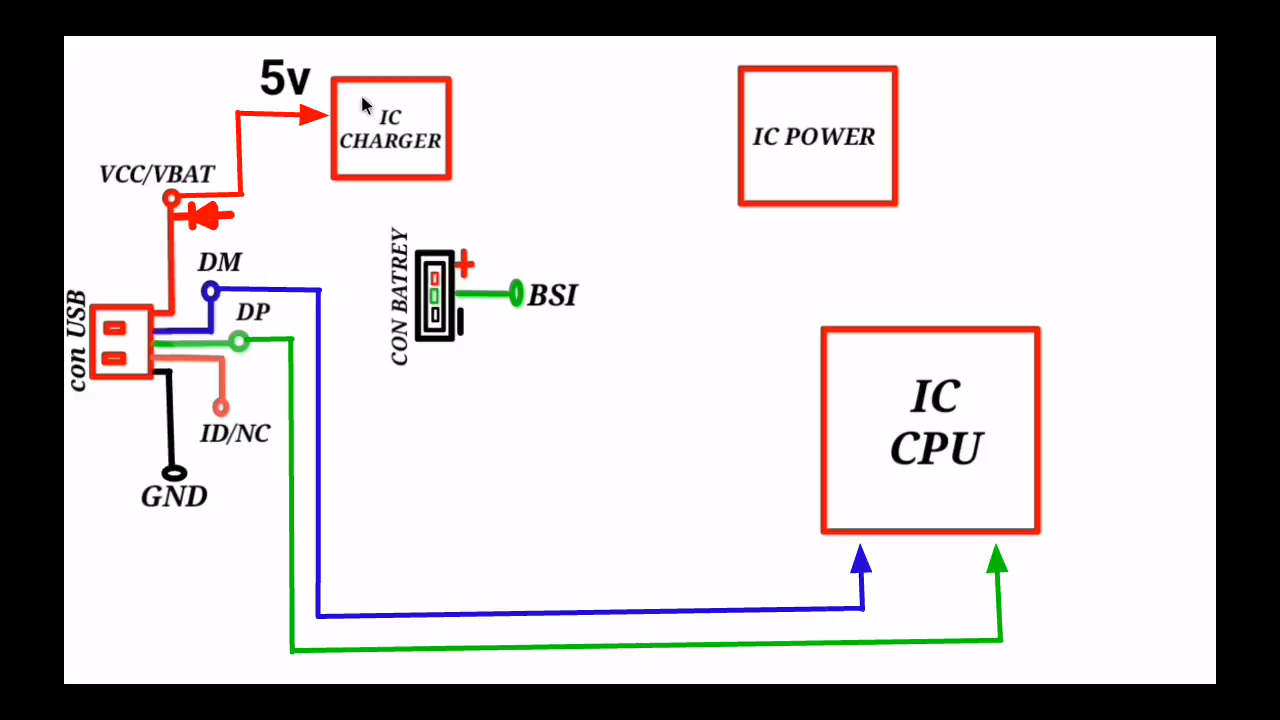 5v
IC
CHARGER
IC POWER
VCC/VBAT
DM
DP
con USB
CON BATREY
+
BSI
ID/NC
GND
IC
CPU